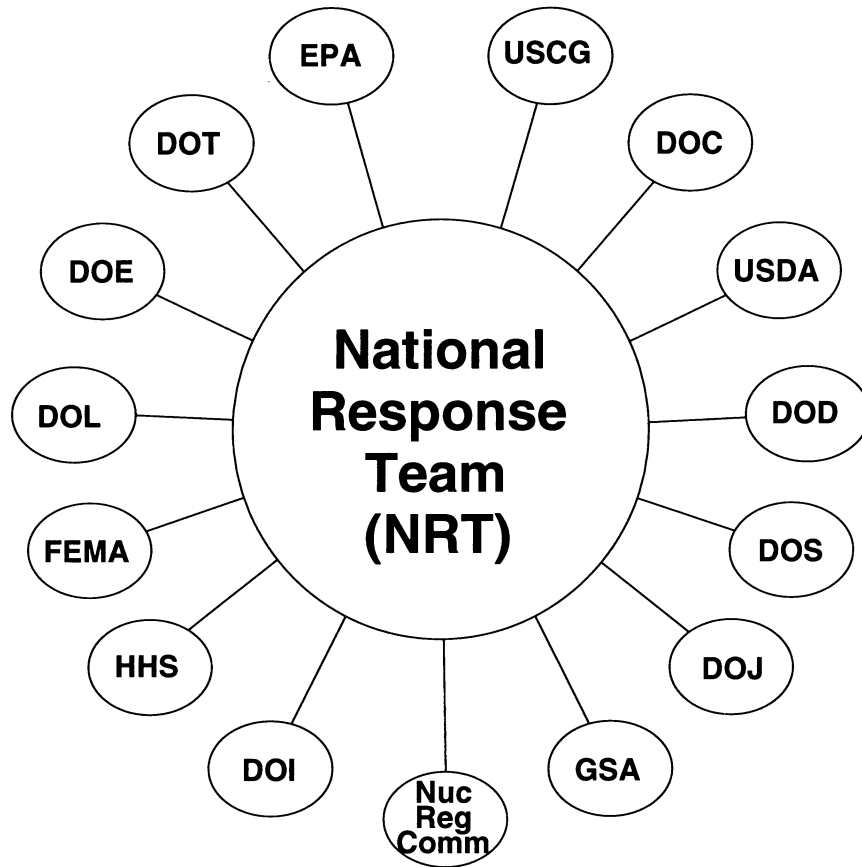 EPA
USCG
DOT
DOC
DOE
USDA
National
Response
Team
(NRT)
DOL
DOD
FEMA
DOS
HHS
DOJ
DOI
GSA
Nuc
Reg
Comm